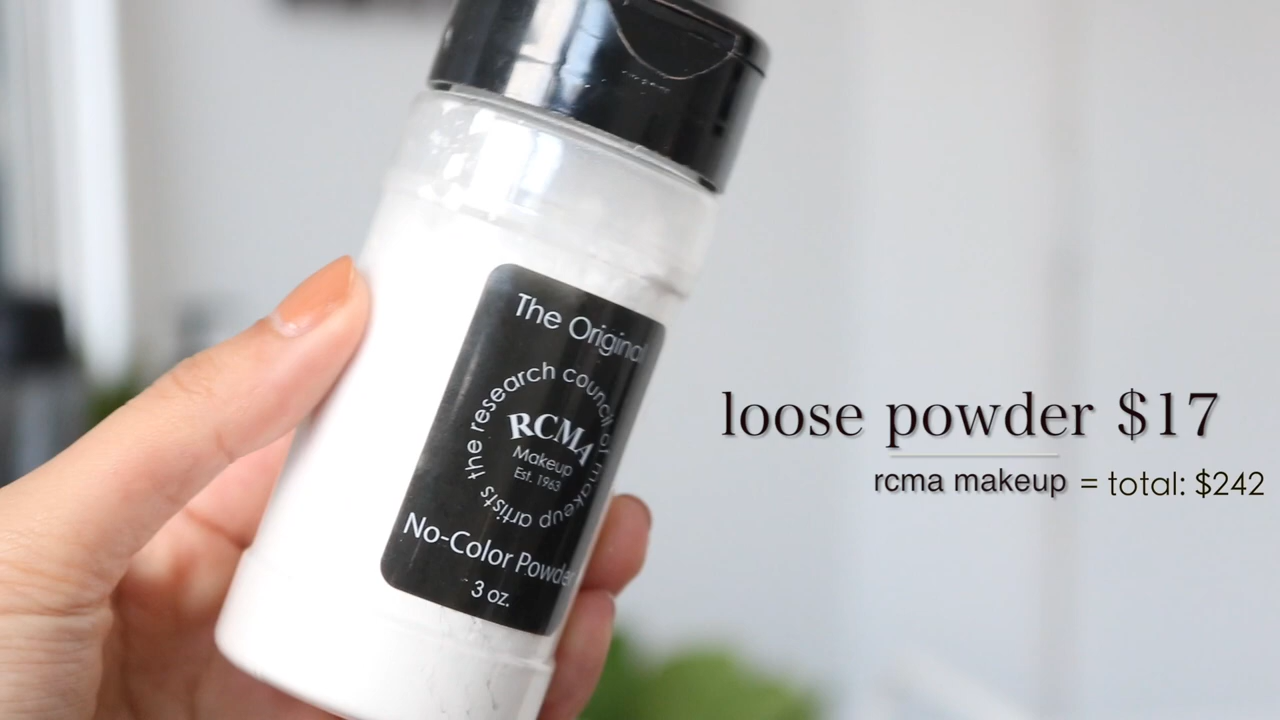 The Original
the research council of makeup artists
RCMA
Makeup
Est. 1963
No-Color Powder
3 oz.
loose powder $17
rcma makeup = total: $242